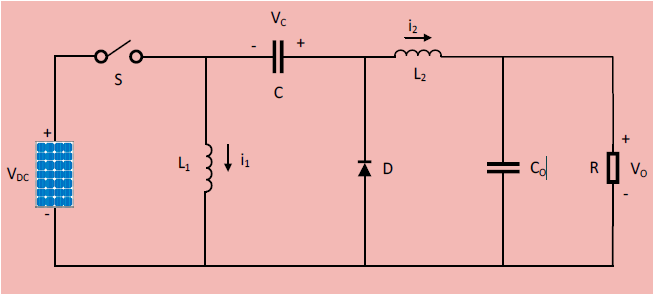 V_C
i_2
-
+
S
C
L_2
+
V_DC
-
L_1
i_1
D
C_O
R
+
V_O
-